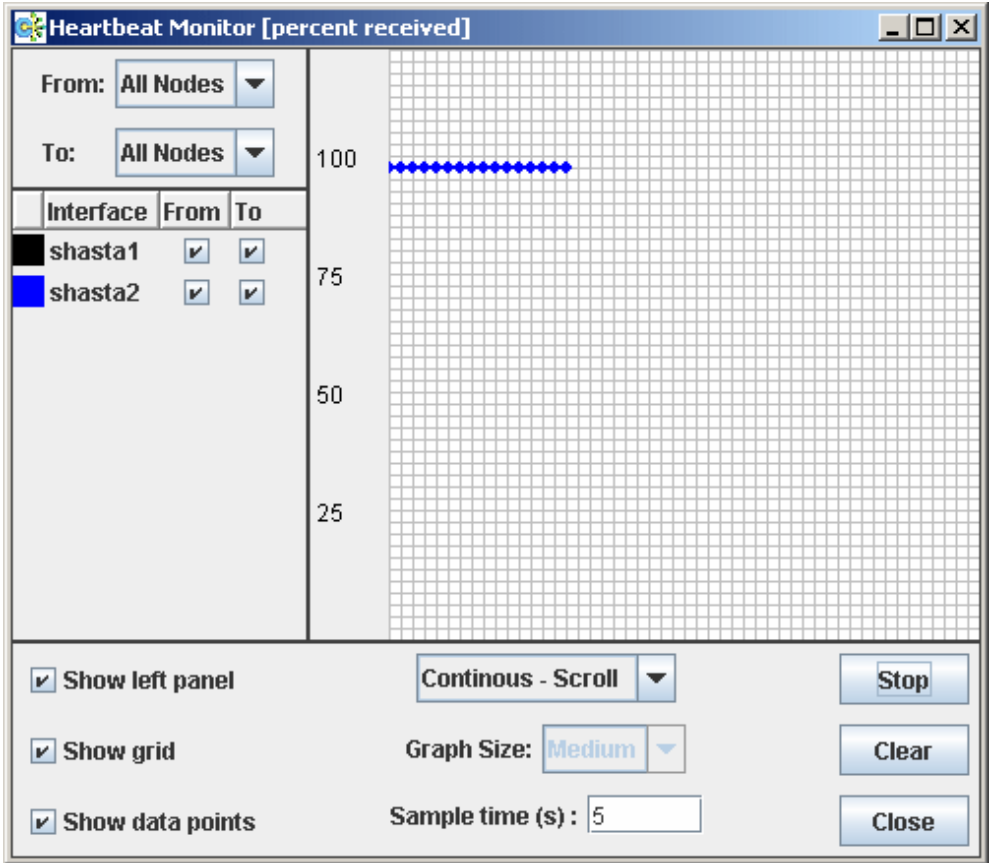 Heartbeat Monitor [percent received]
From: All Nodes
To: All Nodes
Interface From To
shasta1
shasta2
100
75
50
25
Show left panel
Continous - Scroll
Stop
Show grid
Graph Size: Medium
Clear
Show data points
Sample time (s) : 5
Close